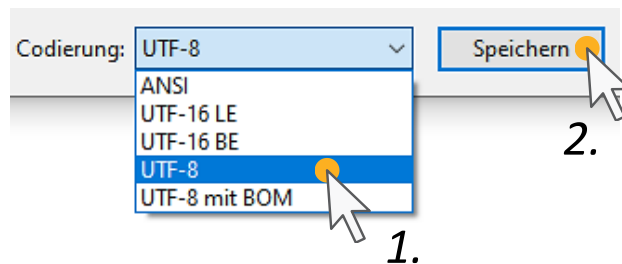 Codierung: UTF-8 Speichern
ANSI
UTF-16 LE
UTF-16 BE
UTF-8
UTF-8 mit BOM
2.
1.